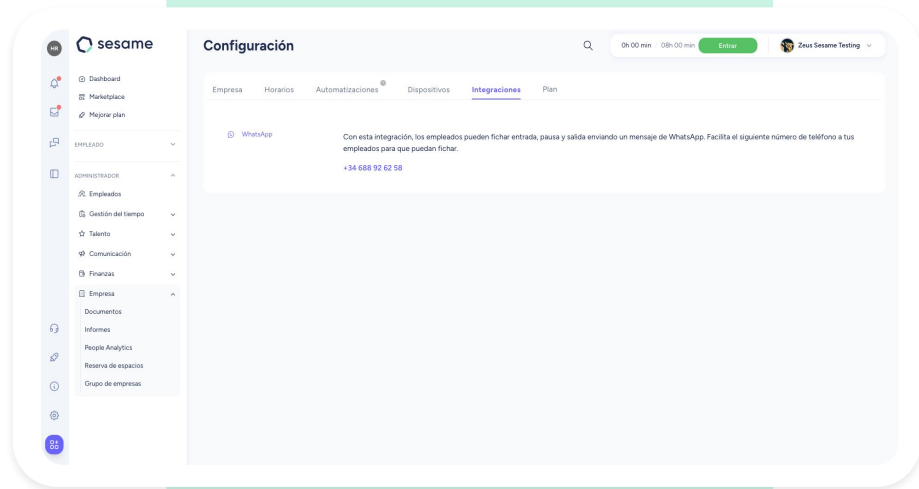 HR
sesame
Configuración
0h 00 min
08h 00 min
Entrar
Zeus Sesame Testing
Dashboard
Marketplace
Mejorar plan
EMPLEADO
ADMINISTRADOR
Empleados
Gestión del tiempo
Talento
Comunicación
Finanzas
Empresa
Documentos
Informes
People Analytics
Reserva de espacios
Grupo de empresas
Empresa
Horarios
Automatizaciones
Dispositivos
Integraciones
Plan
WhatsApp
Con esta integración, los empleados pueden fichar entrada, pausa y salida enviando un mensaje de WhatsApp. Facilita el siguiente número de teléfono a tus
empleados para que puedan fichar.
+34 688 92 62 58